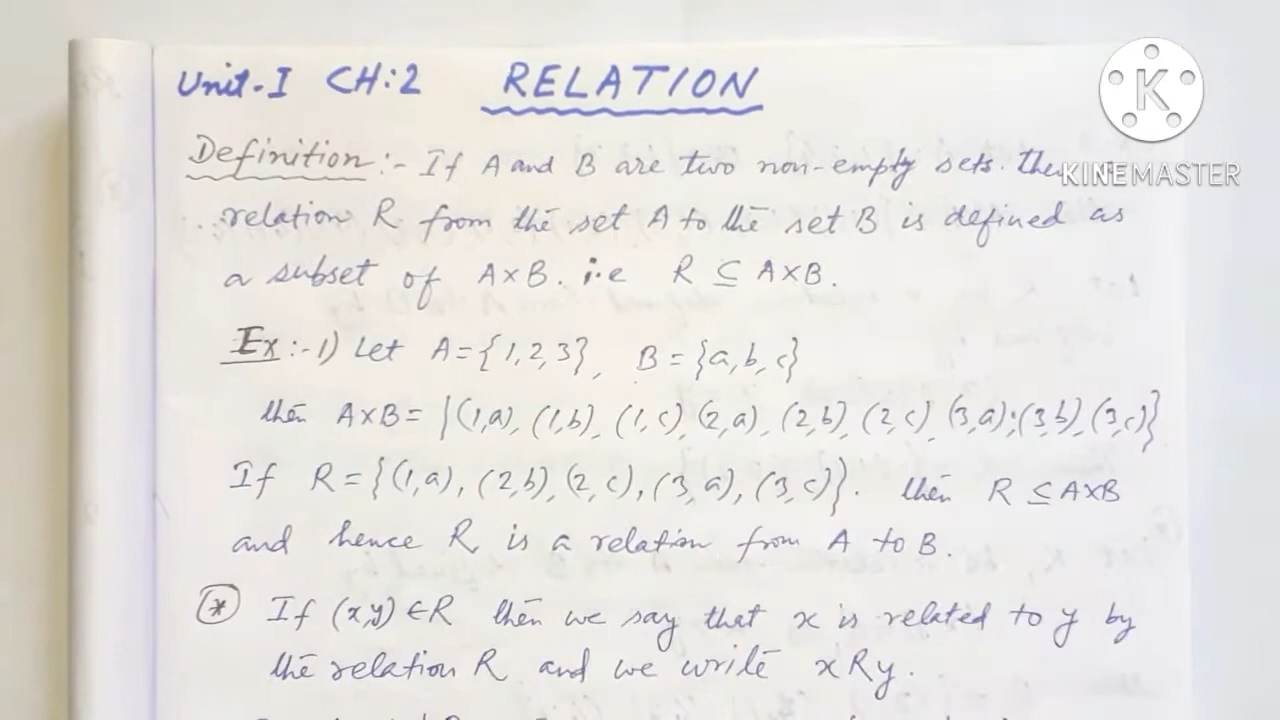 Unit-I CH:2 RELATION
Definition:- If A and B are two non-empty sets. then
relation R from the set A to the set B is defined as
a subset of A×B. i.e R ⊆ A×B.
Ex:-1) Let A={1,2,3}, B={a,b,c}
then A×B={(1,a), (1,b), (1,c), (2,a), (2,b), (2,c), (3,a), (3,b), (3,c)}
If R={(1,a), (2,b), (2,c), (3,a), (3,c)}. then R ⊆ A×B
and hence R is a relation from A to B.
(*) If (x,y) ∈ R then we say that x is related to y by
the relation R and we write xRy.
K
KINEMASTER